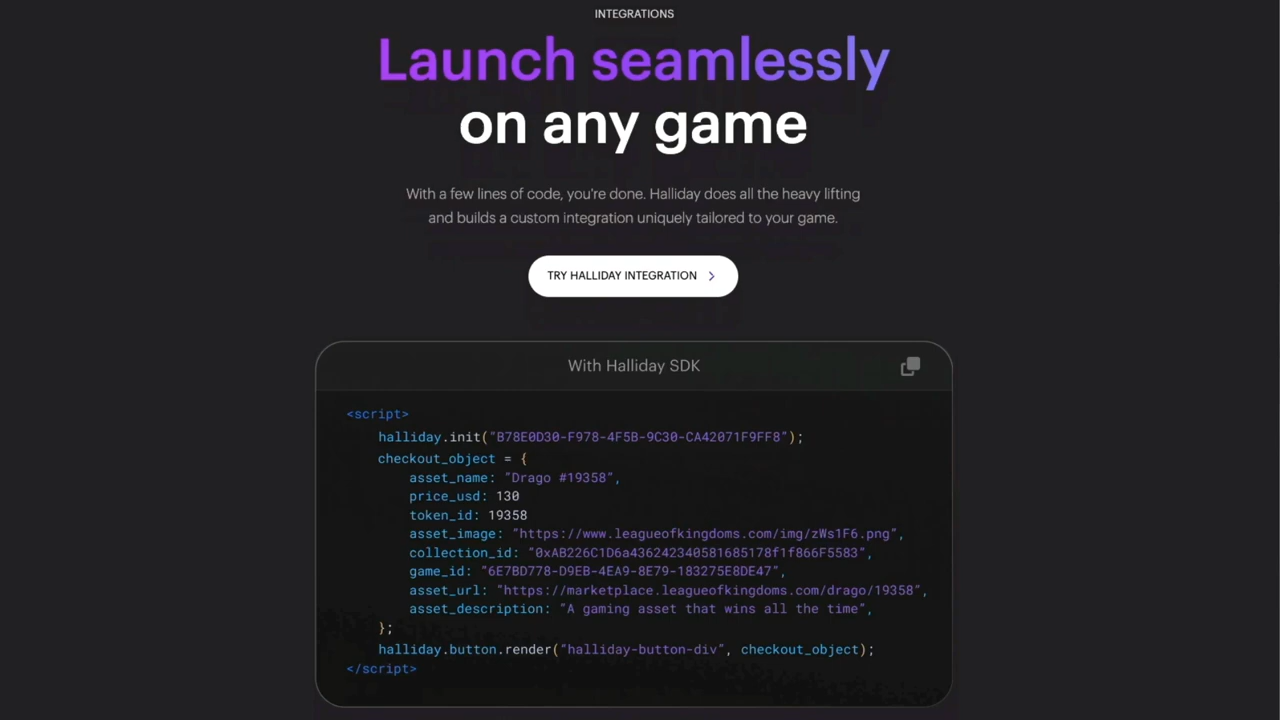 INTEGRATIONS
Launch seamlessly
on any game
With a few lines of code, you're done. Halliday does all the heavy lifting
and builds a custom integration uniquely tailored to your game.
TRY HALLIDAY INTEGRATION >
With Halliday SDK
<script>
halliday.init("B78E0D30-F978-4F5B-9C30-CA42071F9FF8");
checkout_object = {
asset_name: "Drago #19358",
price_usd: 130
token_id: 19358
asset_image: "https://www.leagueofkingdoms.com/img/zWs1F6.png",
collection_id: "0xAB226C1D6a436242340581685178f1f866F5583",
game_id: "6E7BD778-D9EB-4EA9-8E79-183275E8DE47",
asset_url: "https://marketplace.leagueofkingdoms.com/drago/19358",
asset_description: "A gaming asset that wins all the time",
};
halliday.button.render("halliday-button-div", checkout_object);
</script>